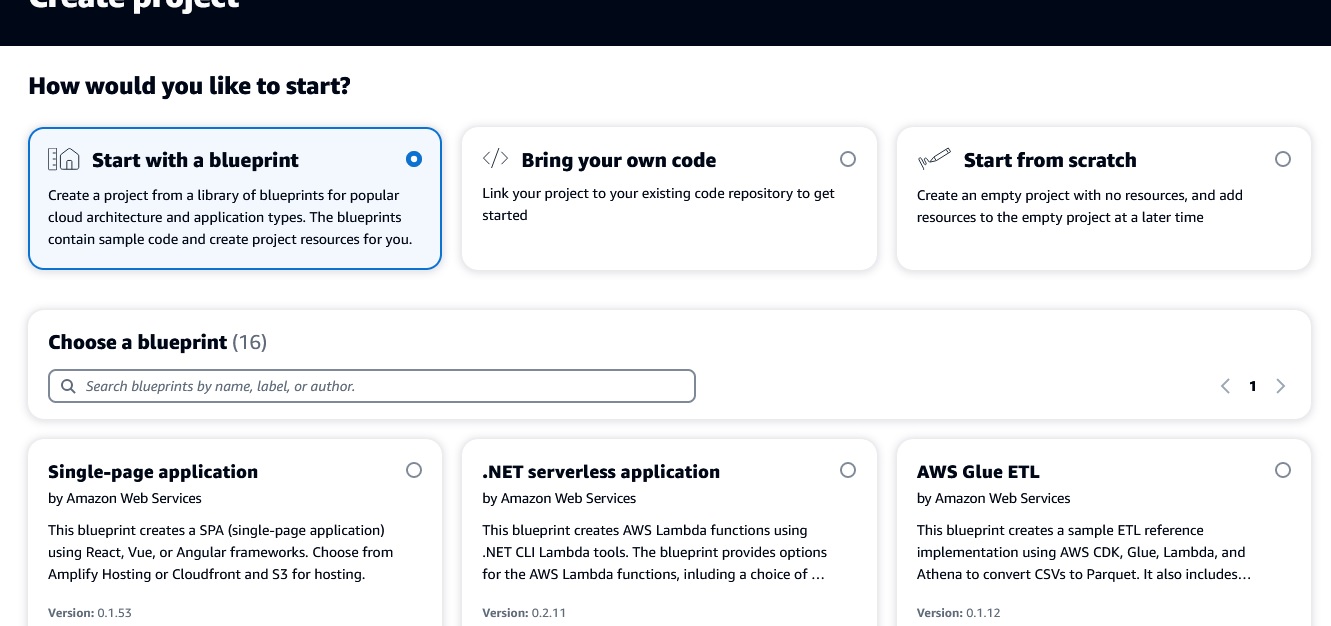 Create project
How would you like to start?
Start with a blueprint
Create a project from a library of blueprints for popular
cloud architecture and application types. The blueprints
contain sample code and create project resources for you.
</> Bring your own code
Link your project to your existing code repository to get
started
Start from scratch
Create an empty project with no resources, and add
resources to the empty project at a later time
Choose a blueprint (16)
Search blueprints by name, label, or author.
< 1 >
Single-page application
by Amazon Web Services
This blueprint creates a SPA (single-page application)
using React, Vue, or Angular frameworks. Choose from
Amplify Hosting or Cloudfront and S3 for hosting.
Version: 0.1.53
.NET serverless application
by Amazon Web Services
This blueprint creates AWS Lambda functions using
.NET CLI Lambda tools. The blueprint provides options
for the AWS Lambda functions, inluding a choice of ...
Version: 0.2.11
AWS Glue ETL
by Amazon Web Services
This blueprint creates a sample ETL reference
implementation using AWS CDK, Glue, Lambda, and
Athena to convert CSVs to Parquet. It also includes...
Version: 0.1.12